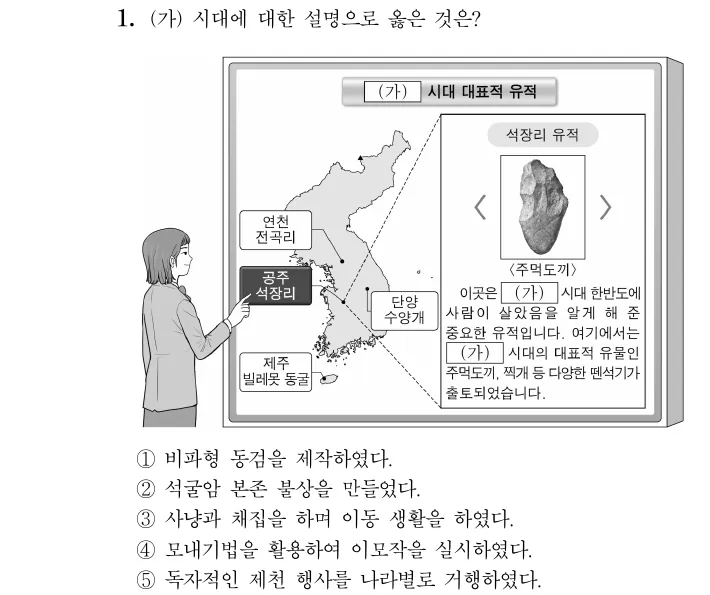 1. (가) 시대에 대한 설명으로 옳은 것은?
(가) 시대 대표적 유적
석장리 유적
〈주먹도끼〉
이곳은 (가) 시대 한반도에
사람이 살았음을 알게 해 준
중요한 유적입니다. 여기에서는
(가) 시대의 대표적 유물인
주먹도끼, 찍개 등 다양한 뗀석기가
출토되었습니다.
연천
전곡리
공주
석장리
단양
수양개
제주
빌레못 동굴
① 비파형 동검을 제작하였다.
② 석굴암 본존 불상을 만들었다.
③ 사냥과 채집을 하며 이동 생활을 하였다.
④ 모내기법을 활용하여 이모작을 실시하였다.
⑤ 독자적인 제천 행사를 나라별로 거행하였다.